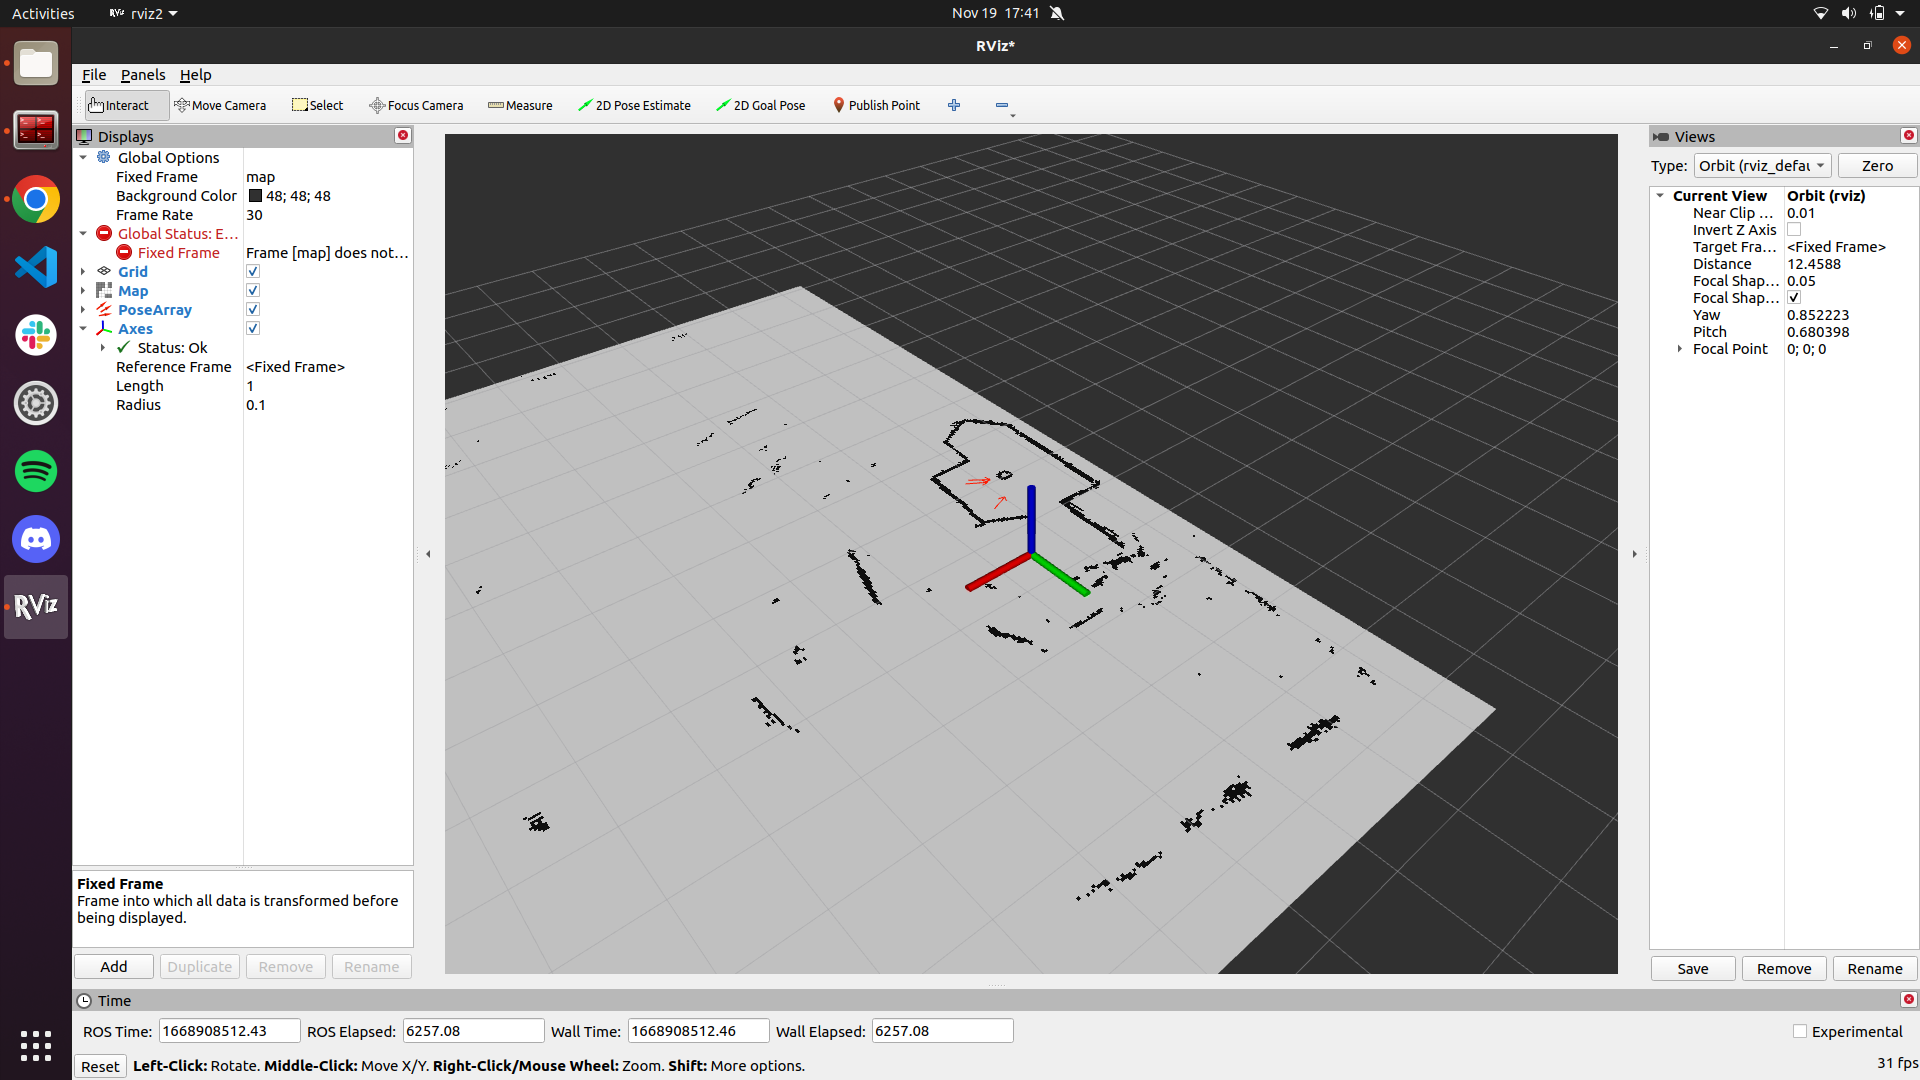 Activities
rviz2
Nov 19 17:41
RViz*
File Panels Help
Interact Move Camera Select Focus Camera Measure 2D Pose Estimate 2D Goal Pose Publish Point
Displays
Global Options
Fixed Frame map
Background Color 48; 48; 48
Frame Rate 30
Global Status: E...
Fixed Frame Frame [map] does not...
Grid
Map
PoseArray
Axes
Status: Ok
Reference Frame <Fixed Frame>
Length 1
Radius 0.1
Fixed Frame
Frame into which all data is transformed before
being displayed.
Add Duplicate Remove Rename
Views
Type: Orbit (rviz_defau Zero
Current View Orbit (rviz)
Near Clip ... 0.01
Invert Z Axis
Target Fra... <Fixed Frame>
Distance 12.4588
Focal Shap... 0.05
Focal Shap...
Yaw 0.852223
Pitch 0.680398
Focal Point 0; 0; 0
Save Remove Rename
RViz
Time
ROS Time: 1668908512.43 ROS Elapsed: 6257.08 Wall Time: 1668908512.46 Wall Elapsed: 6257.08 Experimental
Reset Left-Click: Rotate. Middle-Click: Move X/Y. Right-Click/Mouse Wheel: Zoom. Shift: More options. 31 fps